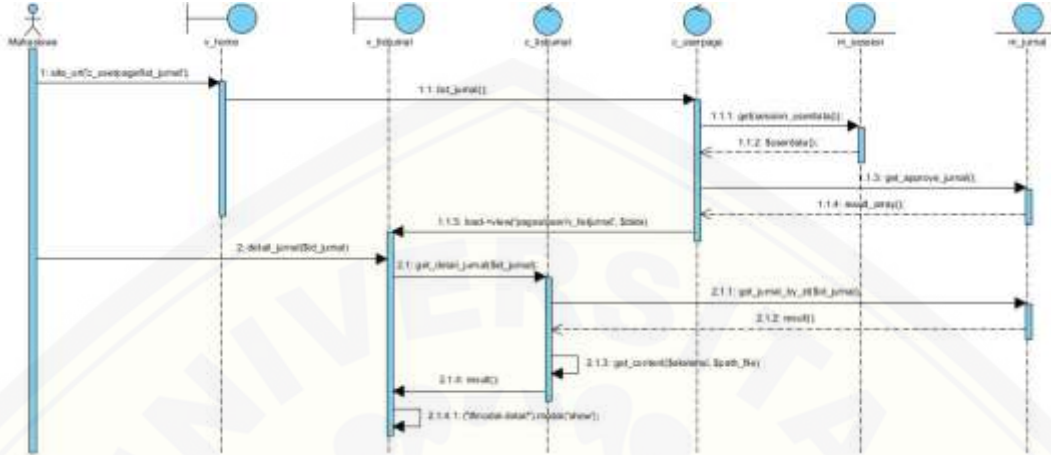 Mahasiswa
v_home
v_listjurnal
c_listjurnal
c_userpage
m_session
m_jurnal
1: site_url('c_userpage/list_jurnal');
1.1: list_jurnal();
1.1.1: get(session_userdata());
1.1.2: $userdata();
1.1.3: get_approve_jurnal();
1.1.4: result_array();
1.1.5: load->view('pages/user/v_listjurnal', $data)
2: detail_jurnal($id_jurnal)
2.1: get_detail_jurnal($id_jurnal);
2.1.1: get_jurnal_by_id($id_jurnal);
2.1.2: result()
2.1.3: get_content($ekstensi, $path_file)
2.1.4: result()
2.1.4.1: ("#modal-detail").modal('show');
UNIVERSITA